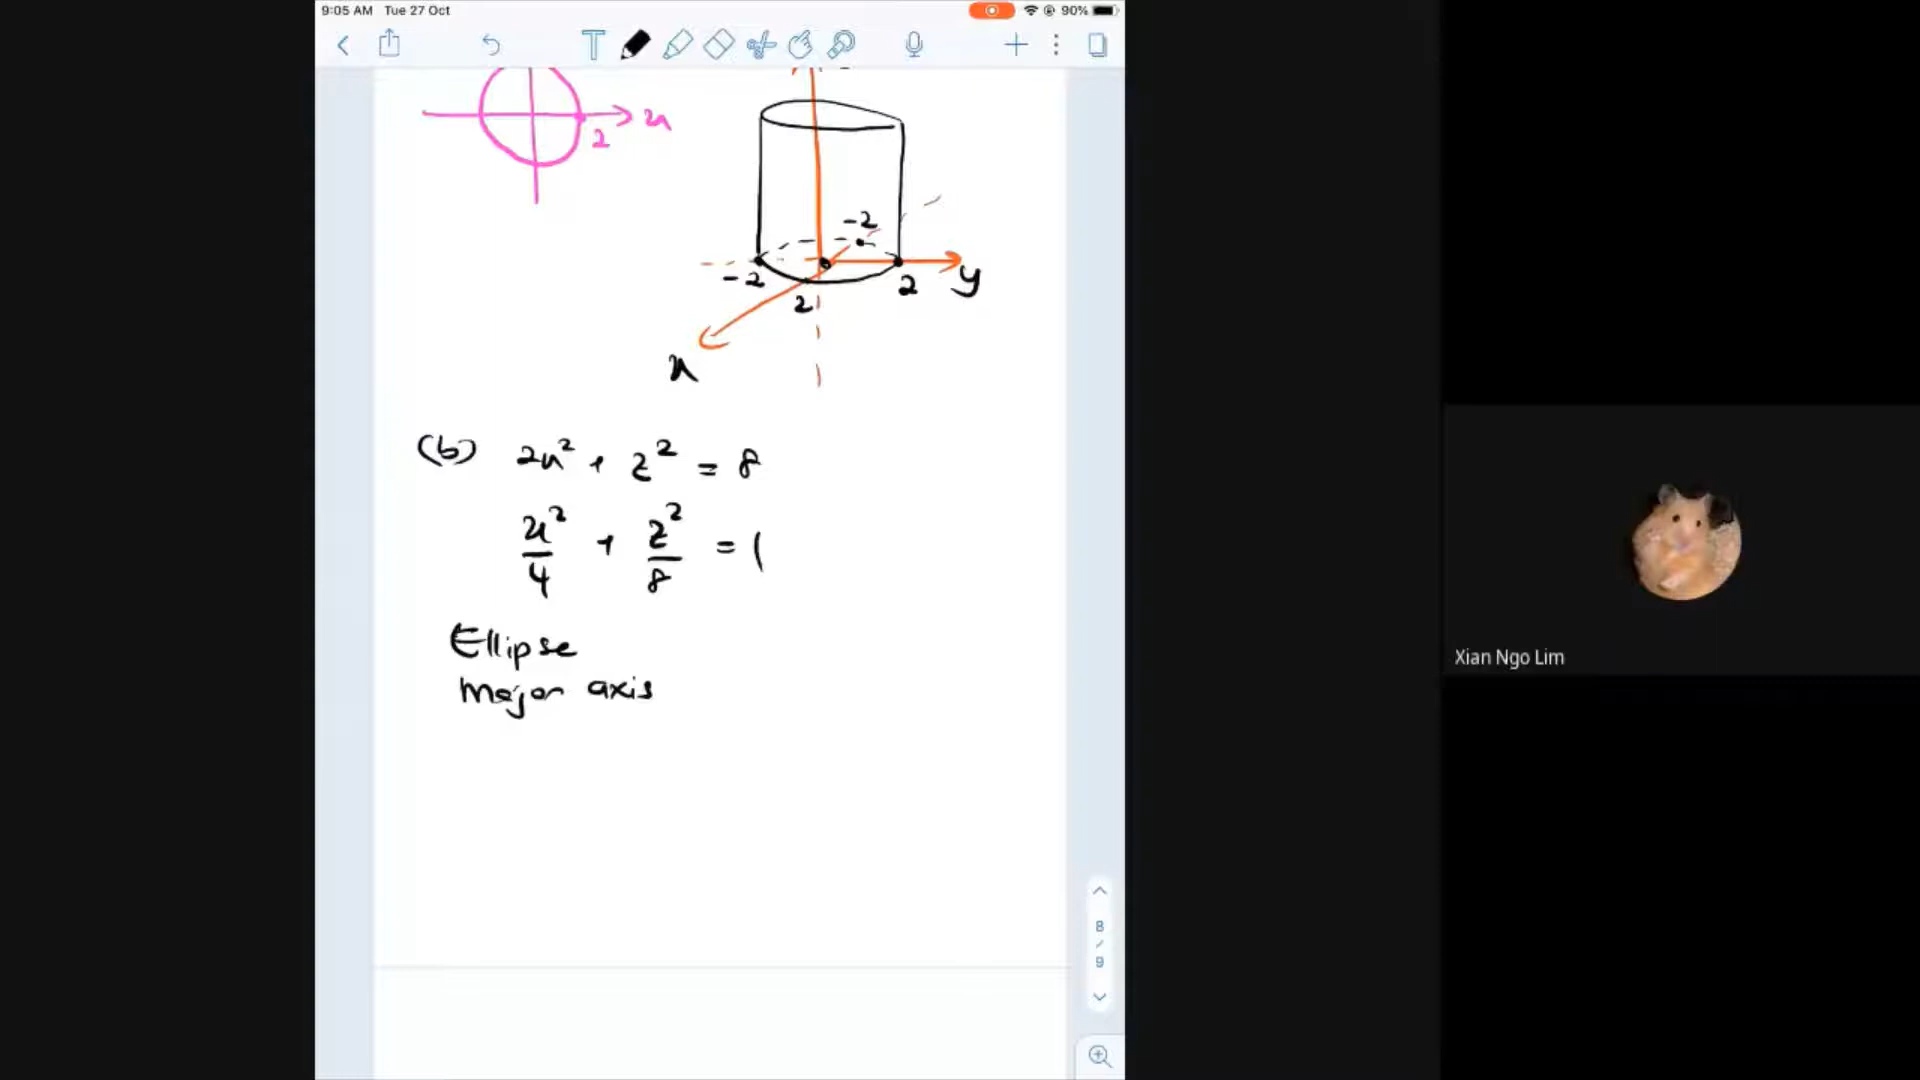 9:05 AM Tue 27 Oct
90%
x
2
-2
-2
2
2
y
x
(b) 2x² + z² = 8
x²/4 + z²/8 = 1
Ellipse
major axis
8
/
9
Xian Ngo Lim